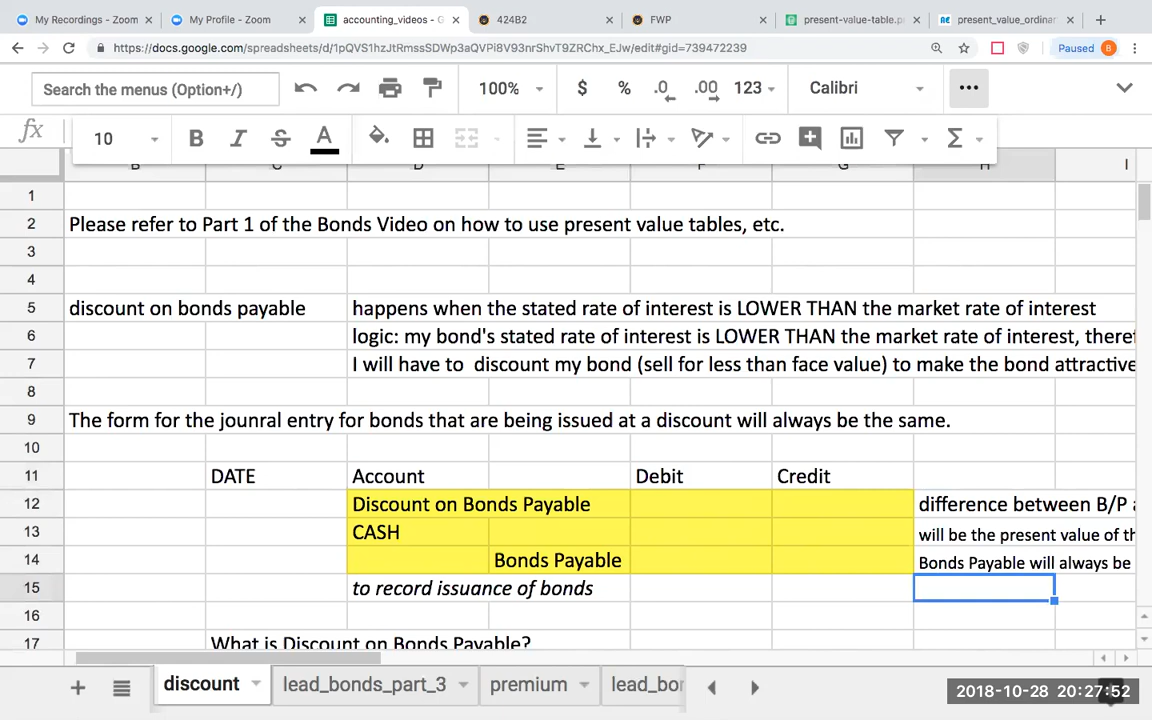 My Recordings - Zoom
My Profile - Zoom
accounting_videos - G
424B2
FWP
present-value-table.p
present_value_ordinar
https://docs.google.com/spreadsheets/d/1pQVS1hzJtRmssSDWp3aQVPi8V93nrShvT9ZRChx_EJw/edit#gid=739472239
Paused B
Search the menus (Option+/)
100% $ % .0 .00 123 Calibri
fx 10 B I S A
B C D E F G H I
1
2 Please refer to Part 1 of the Bonds Video on how to use present value tables, etc.
3
4
5 discount on bonds payable happens when the stated rate of interest is LOWER THAN the market rate of interest
6 logic: my bond's stated rate of interest is LOWER THAN the market rate of interest, theref
7 I will have to discount my bond (sell for less than face value) to make the bond attractive
8
9 The form for the jounral entry for bonds that are being issued at a discount will always be the same.
10
11 DATE Account Debit Credit
12 Discount on Bonds Payable difference between B/P a
13 CASH will be the present value of th
14 Bonds Payable Bonds Payable will always be
15 to record issuance of bonds
16
17 What is Discount on Bonds Payable?
discount lead_bonds_part_3 premium lead_bor
2018-10-28 20:27:52